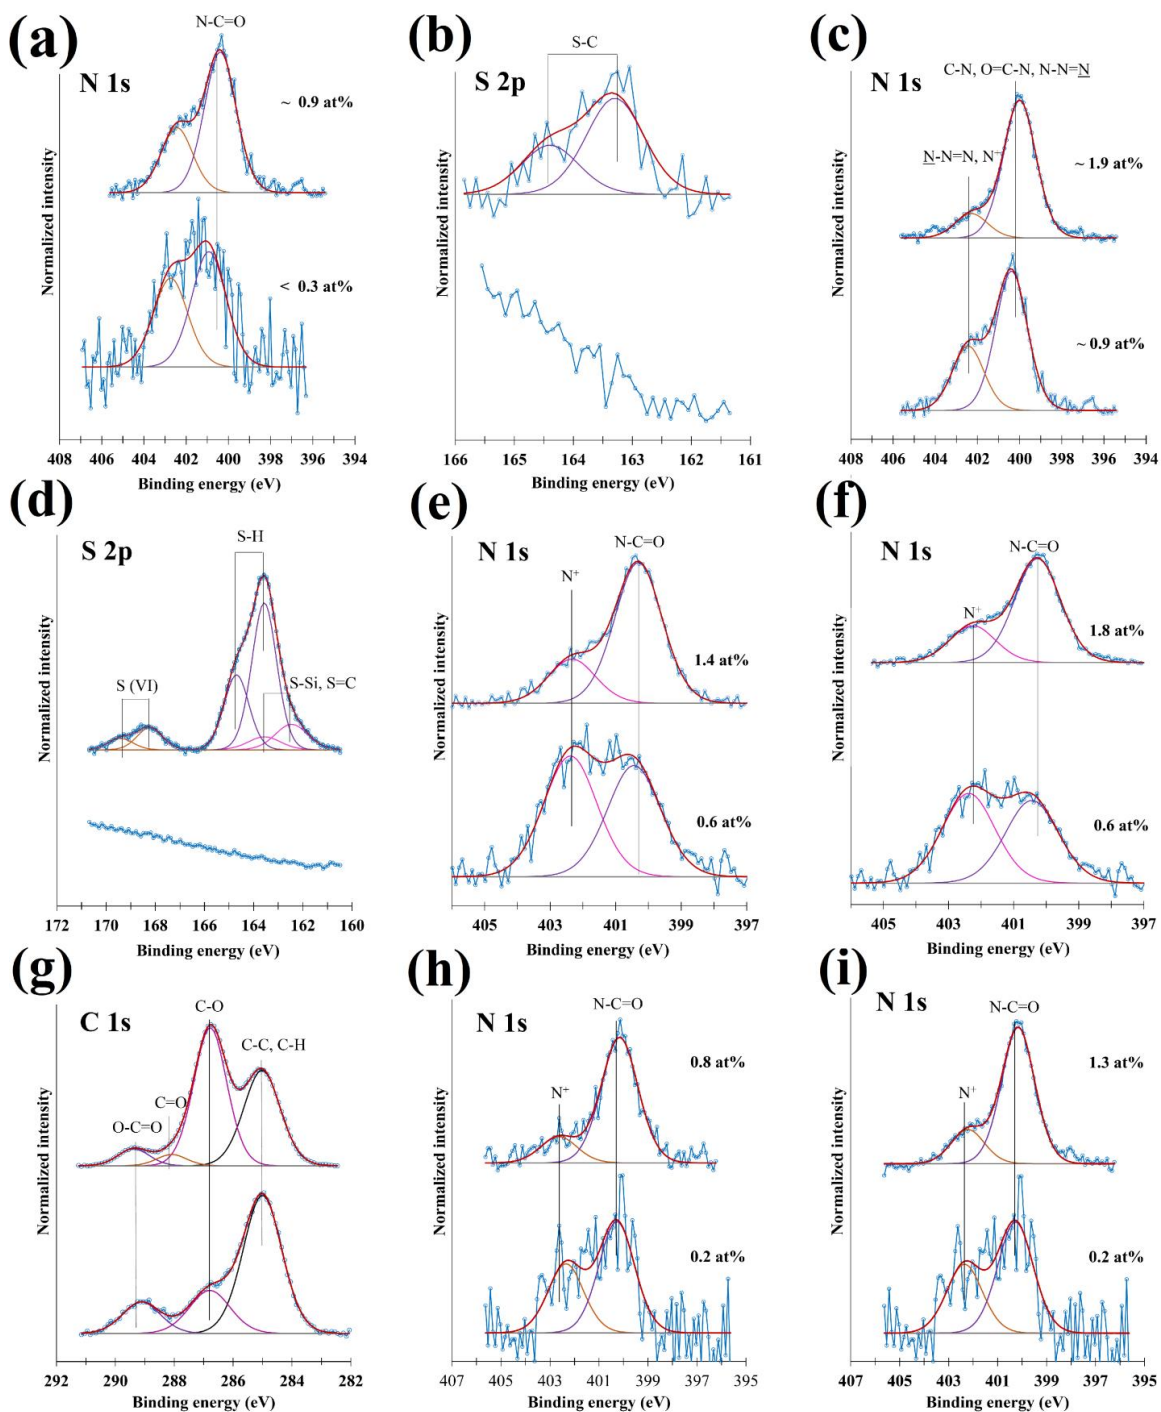 (a)
N 1s
N-C=O
~ 0.9 at%
< 0.3 at%
Normalized intensity
408 406 404 402 400 398 396 394
Binding energy (eV)
(b)
S 2p
S-C
Normalized intensity
166 165 164 163 162 161
Binding energy (eV)
(c)
N 1s
C-N, O=C-N, N-N=N
N-N=N, N+
~ 1.9 at%
~ 0.9 at%
Normalized intensity
408 406 404 402 400 398 396 394
Binding energy (eV)
(d)
S 2p
S-H
S (VI)
S-Si, S=C
Normalized intensity
172 170 168 166 164 162 160
Binding energy (eV)
(e)
N 1s
N-C=O
N+
1.4 at%
0.6 at%
Normalized intensity
405 403 401 399 397
Binding energy (eV)
(f)
N 1s
N-C=O
N+
1.8 at%
0.6 at%
Normalized intensity
405 403 401 399 397
Binding energy (eV)
(g)
C 1s
C-O
C-C, C-H
C=O
O-C=O
Normalized intensity
292 290 288 286 284 282
Binding energy (eV)
(h)
N 1s
N-C=O
N+
0.8 at%
0.2 at%
Normalized intensity
407 405 403 401 399 397 395
Binding energy (eV)
(i)
N 1s
N-C=O
N+
1.3 at%
0.2 at%
Normalized intensity
407 405 403 401 399 397 395
Binding energy (eV)